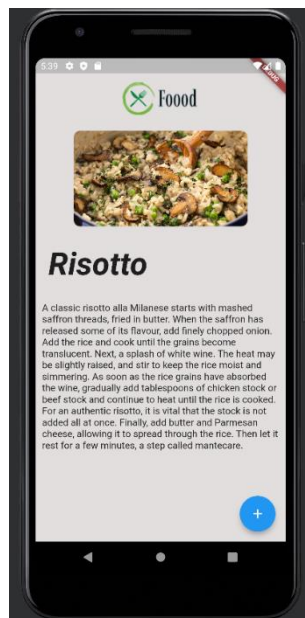 5:39
DEBUG
Foood
Risotto
A classic risotto alla Milanese starts with mashed
saffron threads, fried in butter. When the saffron has
released some of its flavour, add finely chopped onion.
Add the rice and cook until the grains become
translucent. Next, a splash of white wine. The heat may
be slightly raised, and stir to keep the rice moist and
simmering. As soon as the rice grains have absorbed
the wine, gradually add tablespoons of chicken stock or
beef stock and continue to heat until the rice is cooked.
For an authentic risotto, it is vital that the stock is not
added all at once. Finally, add butter and Parmesan
cheese, allowing it to spread through the rice. Then let it
rest for a few minutes, a step called mantecare.
+